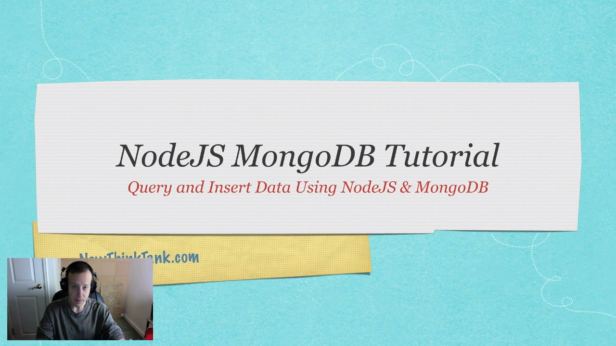 NodeJS MongoDB Tutorial
Query and Insert Data Using NodeJS & MongoDB
NewThinkTank.com